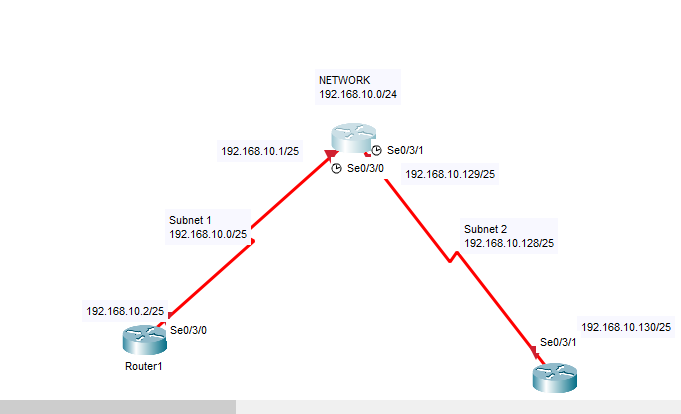 NETWORK
192.168.10.0/24
192.168.10.1/25
Se0/3/1
Se0/3/0
192.168.10.129/25
Subnet 1
192.168.10.0/25
Subnet 2
192.168.10.128/25
192.168.10.2/25
Se0/3/0
Router1
192.168.10.130/25
Se0/3/1